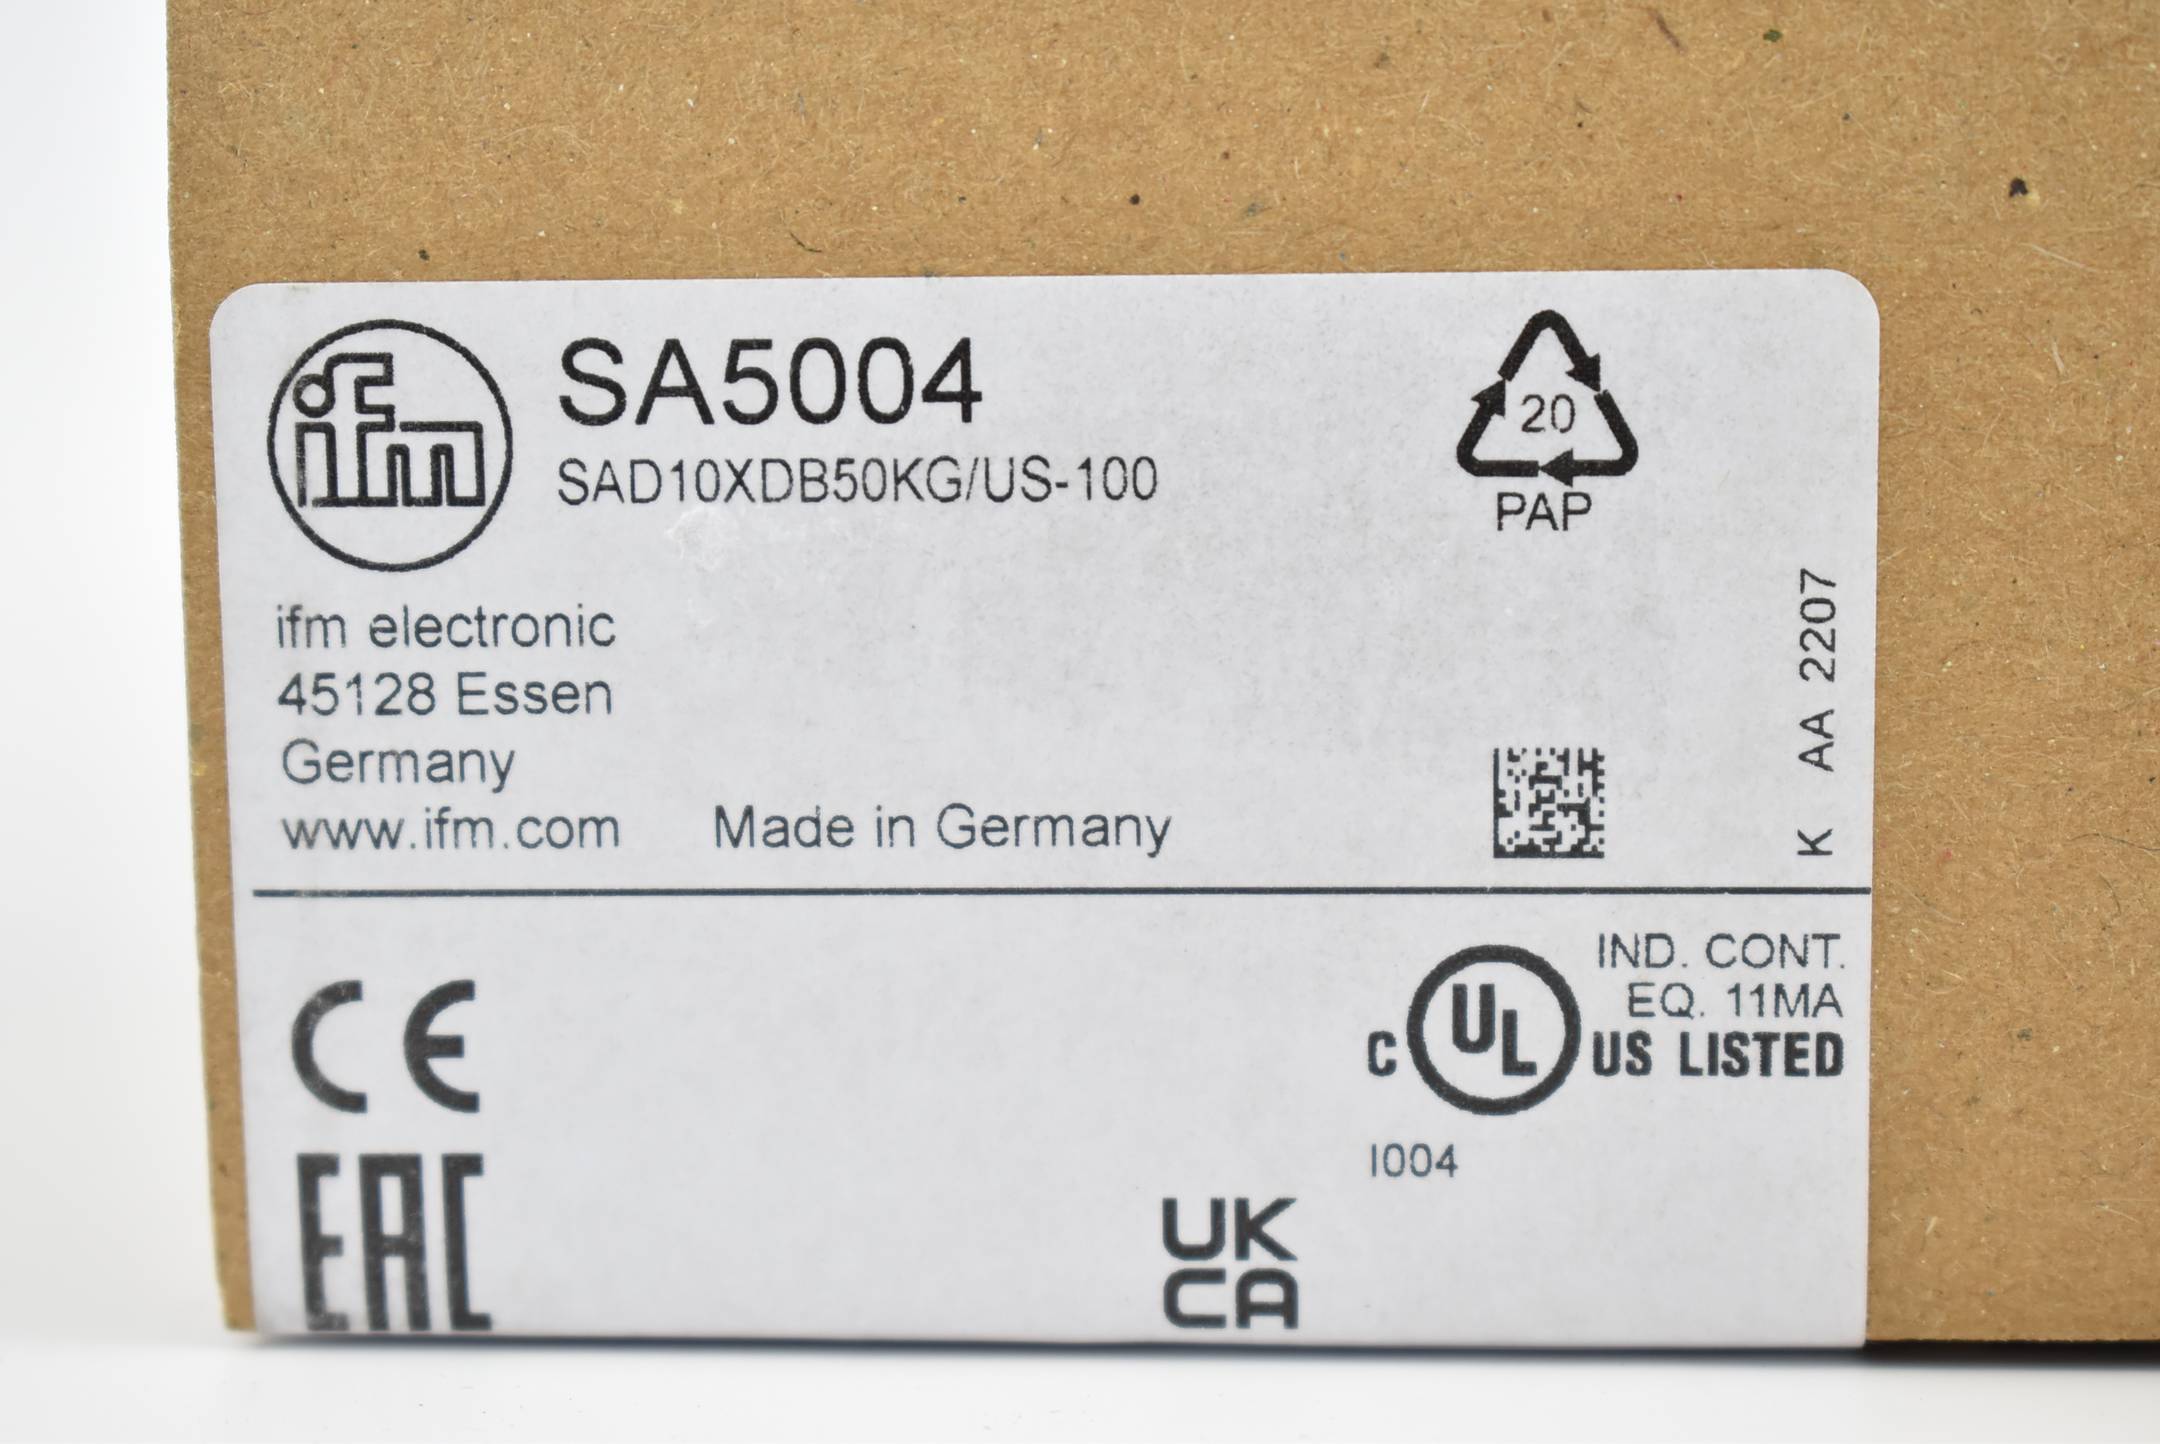 ifm
SA5004
SAD10XDB50KG/US-100
20
PAP
ifm electronic
45128 Essen
Germany
www.ifm.com
Made in Germany
K AA 2207
CE
EAC
C UL US LISTED
IND. CONT.
EQ. 11MA
I004
UK
CA